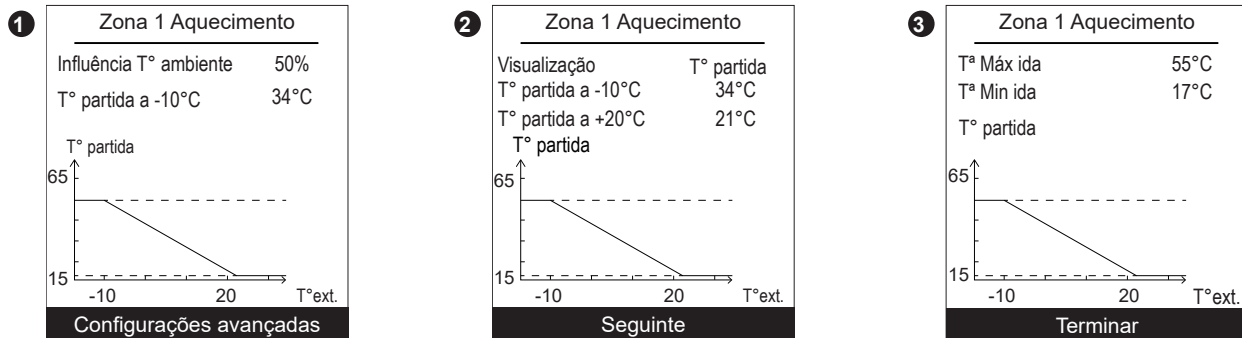 1
Zona 1 Aquecimento
Influência T° ambiente 50%
T° partida a -10°C 34°C
T° partida
65
15
-10 20 T°ext.
Configurações avançadas
2
Zona 1 Aquecimento
Visualização T° partida
T° partida a -10°C 34°C
T° partida a +20°C 21°C
T° partida
65
15
-10 20 T°ext.
Seguinte
3
Zona 1 Aquecimento
Tª Máx ida 55°C
Tª Min ida 17°C
T° partida
65
15
-10 20 T°ext.
Terminar